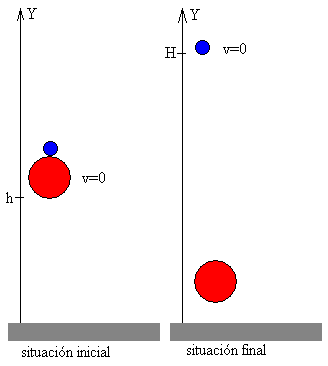 Y
v=0
h
situación inicial
Y
H
v=0
situación final